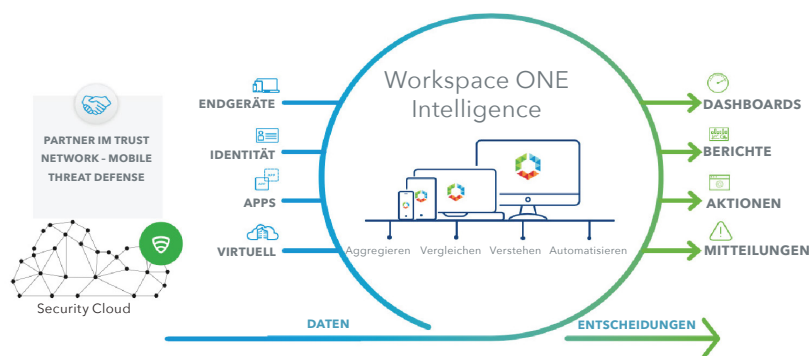 Workspace ONE
Intelligence
PARTNER IM TRUST
NETWORK – MOBILE
THREAT DEFENSE
Security Cloud
ENDGERÄTE
IDENTITÄT
APPS
VIRTUELL
Aggregieren Vergleichen Verstehen Automatisieren
DASHBOARDS
BERICHTE
AKTIONEN
MITTEILUNGEN
DATEN
ENTSCHEIDUNGEN